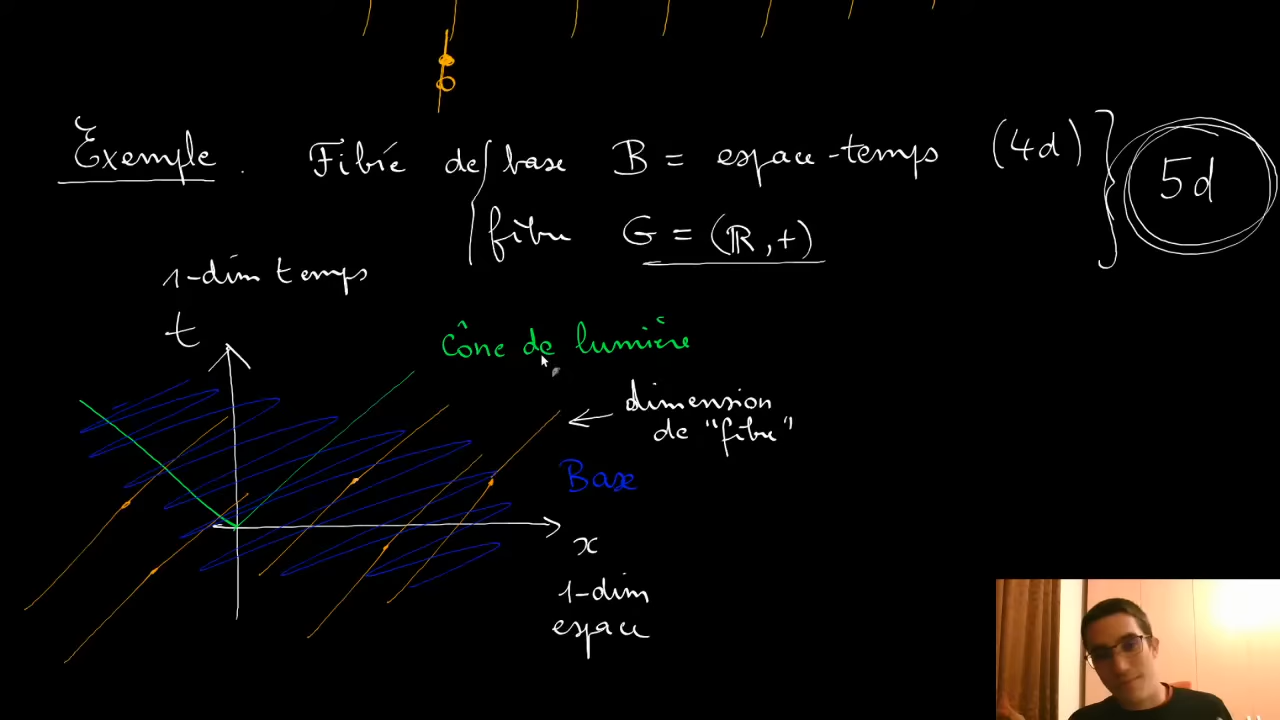 Exemple. Fibré de base B = espace-temps (4d)
fibre G = (ℝ,+)
5d
1-dim temps
t
Cône de lumière
dimension
de "fibre"
Base
x
1-dim
espace